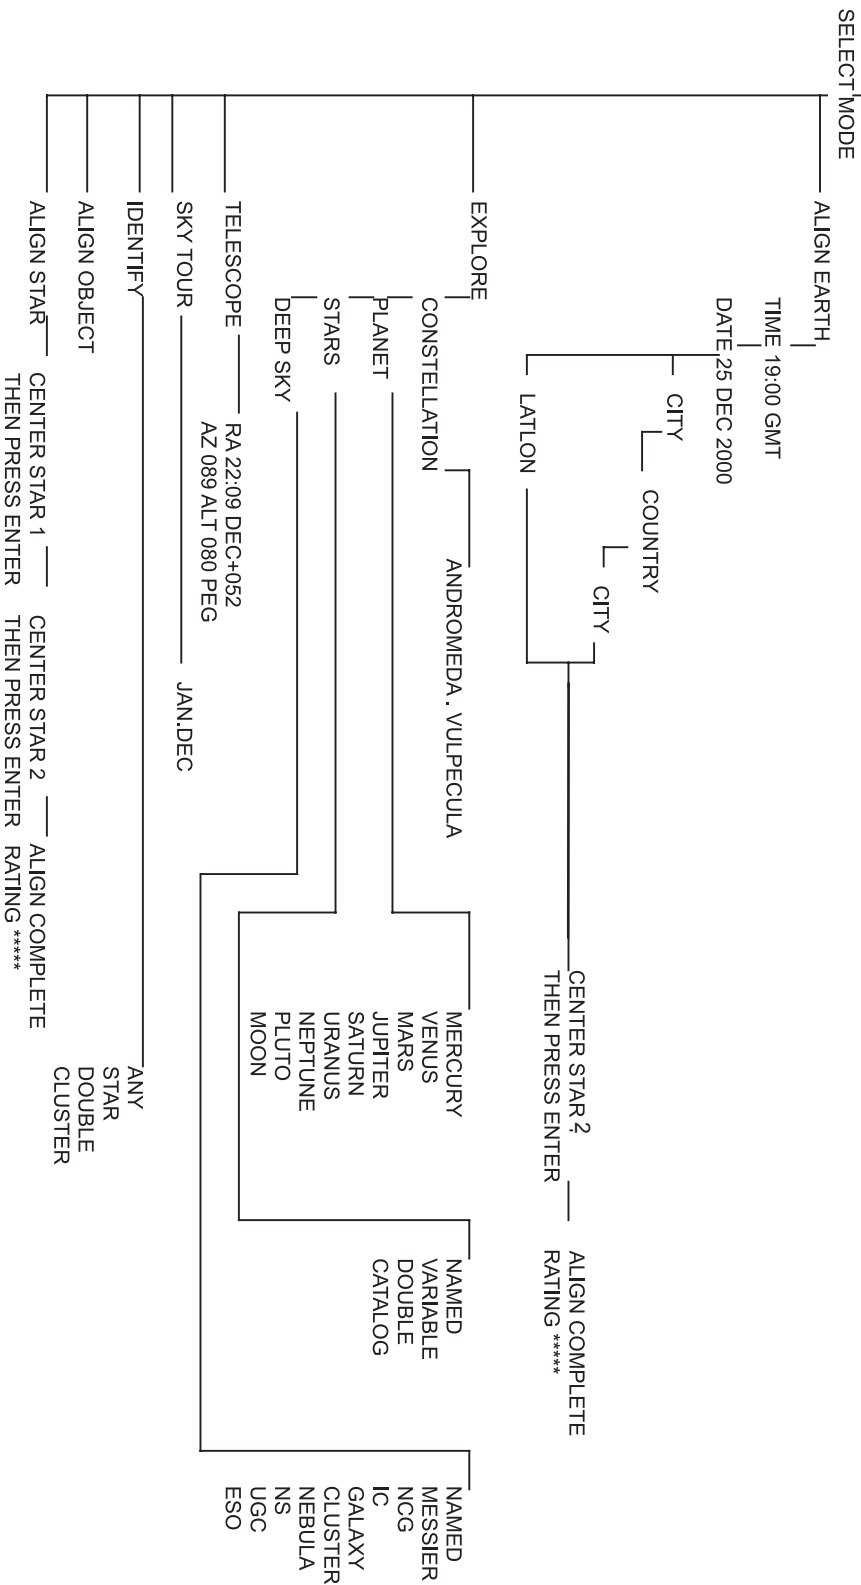 SELECT MODE
ALIGN EARTH
TIME 19:00 GMT
DATE 25 DEC 2000
CITY
COUNTRY
CITY
LATLON
CENTER STAR 2
THEN PRESS ENTER
ALIGN COMPLETE
RATING *****
EXPLORE
CONSTELLATION
ANDROMEDA . VULPECULA
PLANET
MERCURY
VENUS
MARS
JUPITER
SATURN
URANUS
NEPTUNE
PLUTO
MOON
STARS
NAMED
VARIABLE
DOUBLE
CATALOG
DEEP SKY
NAMED
MESSIER
NCG
IC
GALAXY
CLUSTER
NEBULA
NS
UGC
ESO
TELESCOPE
RA 22:09 DEC+052
AZ 089 ALT 080 PEG
SKY TOUR
JAN.DEC
IDENTIFY
ANY
STAR
DOUBLE
CLUSTER
ALIGN OBJECT
ALIGN STAR
CENTER STAR 1
THEN PRESS ENTER
CENTER STAR 2
THEN PRESS ENTER
ALIGN COMPLETE
RATING *****